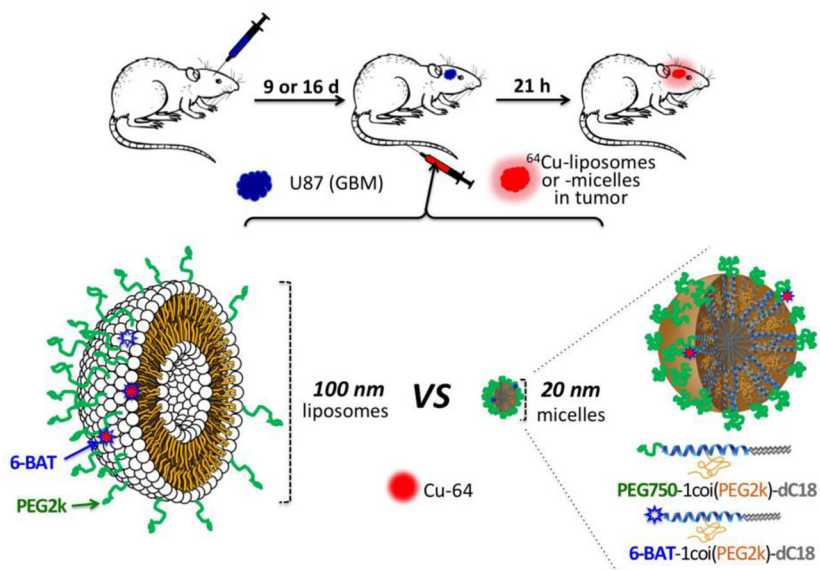 9 or 16 d
21 h
U87 (GBM)
64Cu-liposomes
or -micelles
in tumor
100 nm
liposomes
VS
20 nm
micelles
6-BAT
PEG2k
Cu-64
PEG750-1coi(PEG2k)-dC18
6-BAT-1coi(PEG2k)-dC18